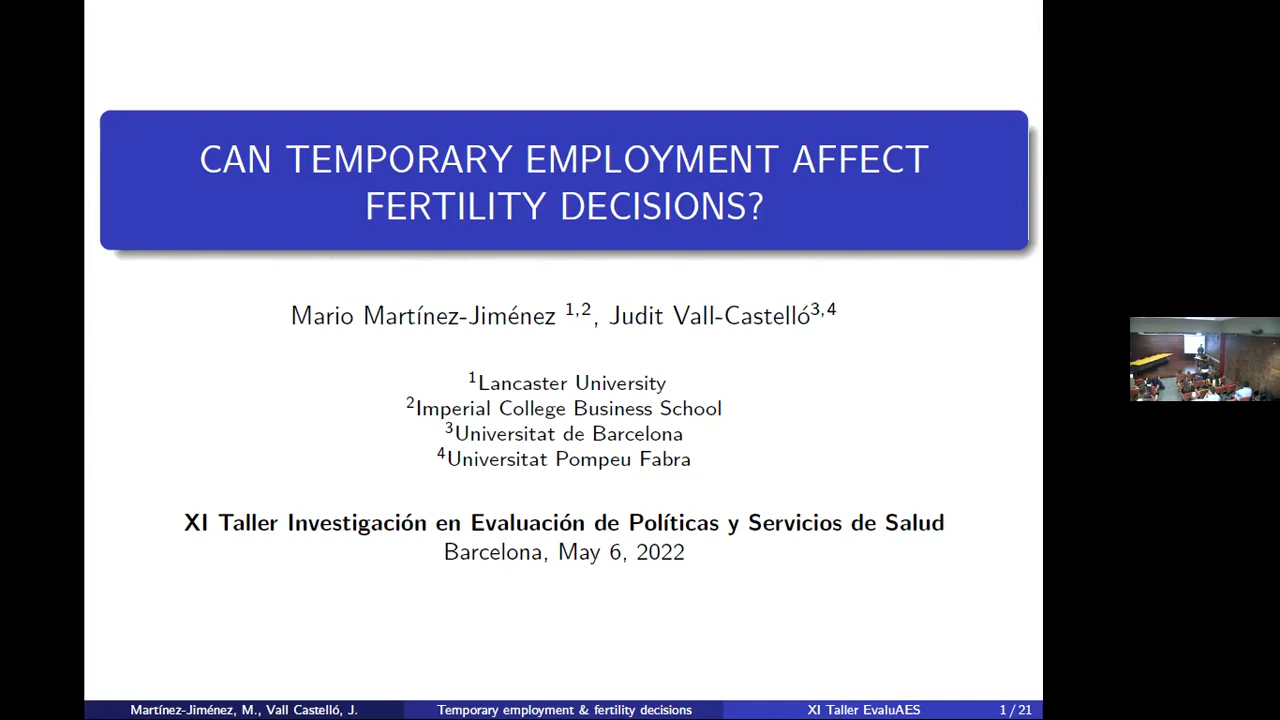 CAN TEMPORARY EMPLOYMENT AFFECT
FERTILITY DECISIONS?
Mario Martínez-Jiménez 1,2, Judit Vall-Castelló3,4
1Lancaster University
2Imperial College Business School
3Universitat de Barcelona
4Universitat Pompeu Fabra
XI Taller Investigación en Evaluación de Políticas y Servicios de Salud
Barcelona, May 6, 2022
Martínez-Jiménez, M., Vall Castelló, J. Temporary employment & fertility decisions XI Taller EvaluAES 1 / 21